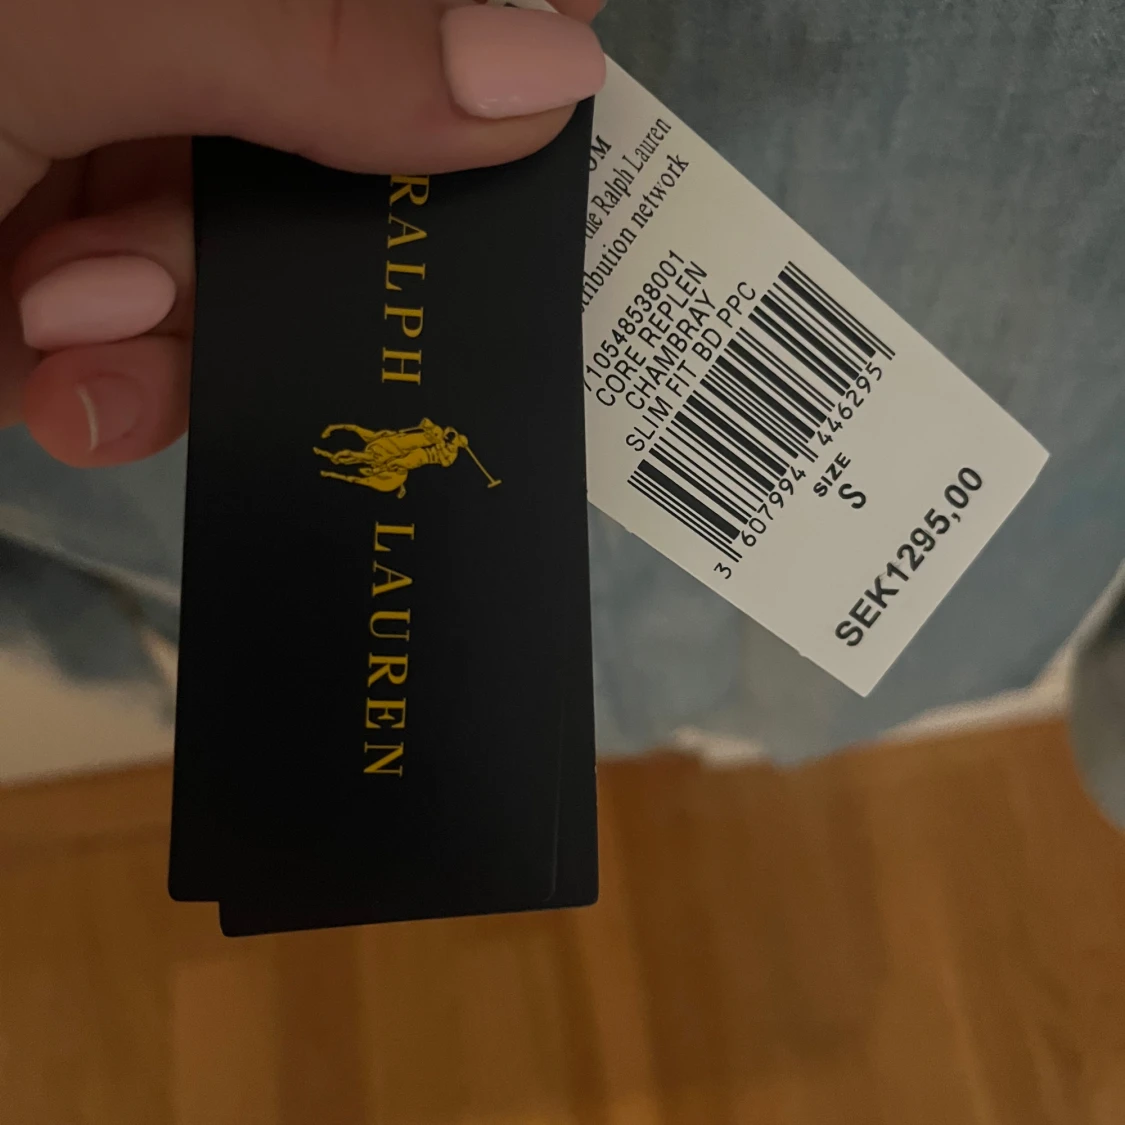 RALPH LAUREN
OM
the Ralph Lauren
tribution network
710548538001
CORE REPLEN
CHAMBRAY
SLIM FIT BD PPC
3 607994 446295
SIZE
S
SEK1295,00